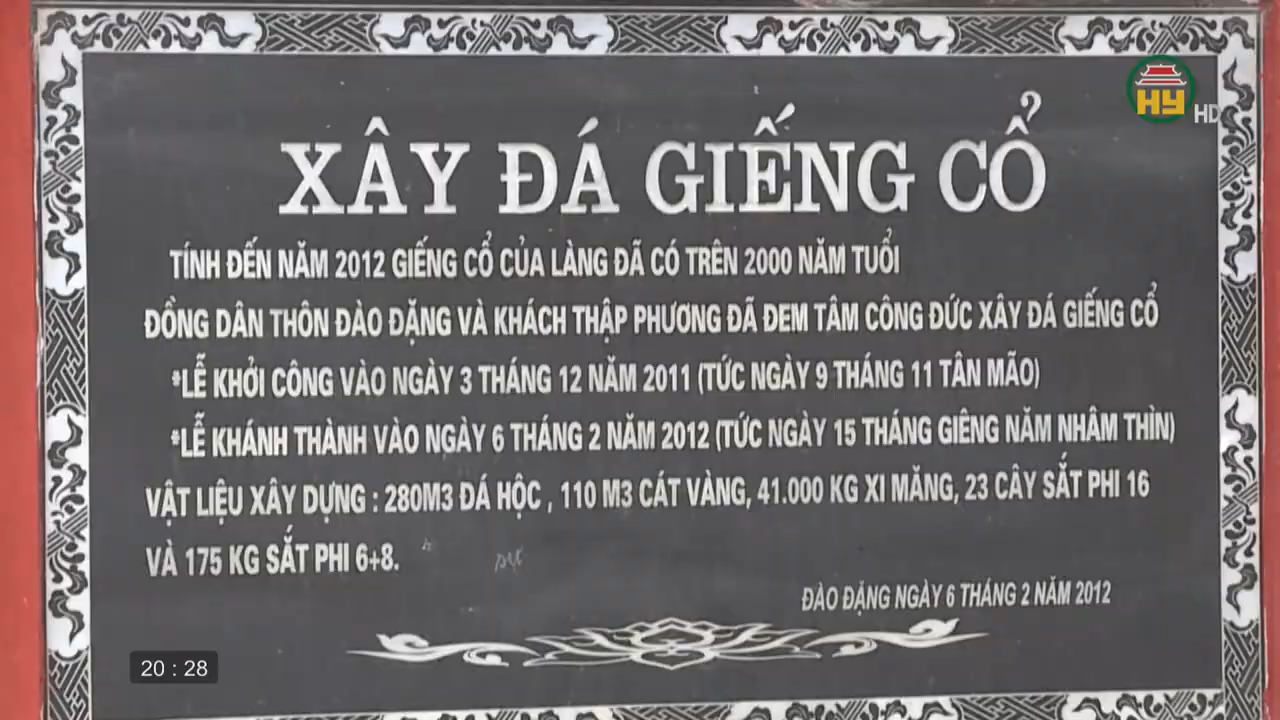 HY
HD
XÂY ĐÁ GIẾNG CỔ
TÍNH ĐẾN NĂM 2012 GIẾNG CỔ CỦA LÀNG ĐÃ CÓ TRÊN 2000 NĂM TUỔI
ĐỒNG DÂN THÔN ĐÀO ĐẶNG VÀ KHÁCH THẬP PHƯƠNG ĐÃ ĐEM TÂM CÔNG ĐỨC XÂY ĐÁ GIẾNG CỔ
*LỄ KHỞI CÔNG VÀO NGÀY 3 THÁNG 12 NĂM 2011 (TỨC NGÀY 9 THÁNG 11 TÂN MÃO)
*LỄ KHÁNH THÀNH VÀO NGÀY 6 THÁNG 2 NĂM 2012 (TỨC NGÀY 15 THÁNG GIÊNG NĂM NHÂM THÌN)
VẬT LIỆU XÂY DỰNG : 280M3 ĐÁ HỘC , 110 M3 CÁT VÀNG, 41.000 KG XI MĂNG, 23 CÂY SẮT PHI 16
VÀ 175 KG SẮT PHI 6+8.
ĐÀO ĐẶNG NGÀY 6 THÁNG 2 NĂM 2012
20 : 28